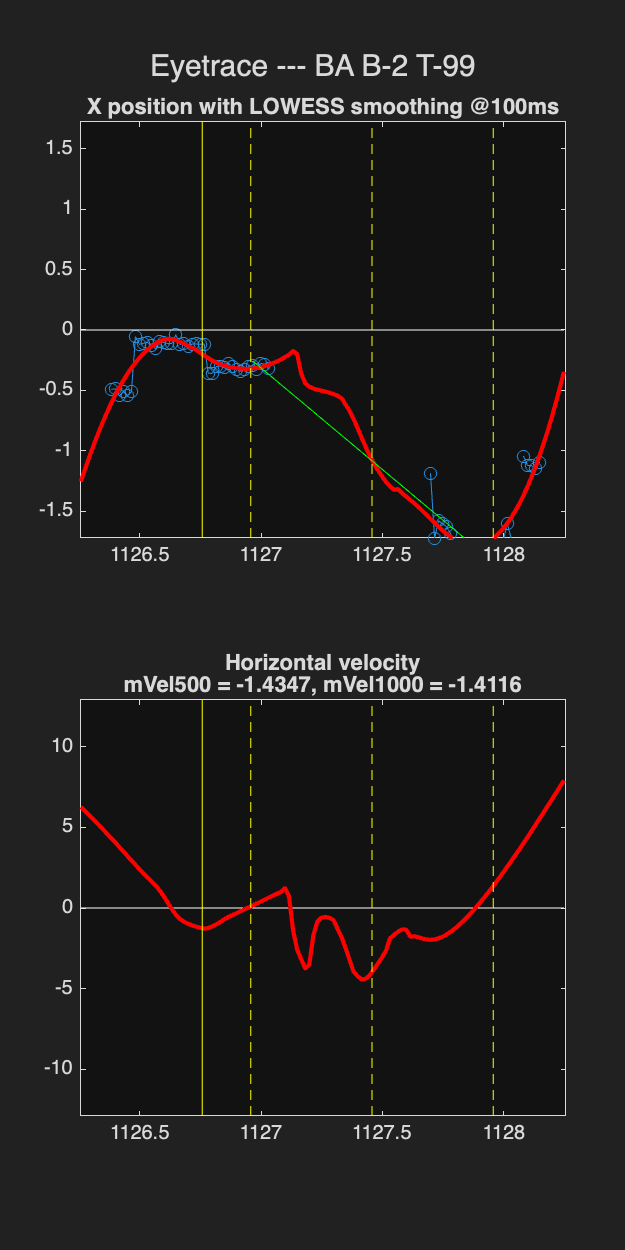 Eyetrace --- BA B-2 T-99
X position with LOWESS smoothing @100ms
1.5
1
0.5
0
-0.5
-1
-1.5
1126.5 1127 1127.5 1128
Horizontal velocity
mVel500 = -1.4347, mVel1000 = -1.4116
10
5
0
-5
-10
1126.5 1127 1127.5 1128